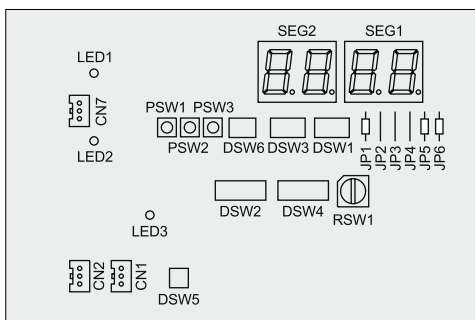 SEG2 SEG1
LED1
CN7
PSW1 PSW3
LED2 PSW2 DSW6 DSW3 DSW1 JP1 JP2 JP3 JP4 JP5 JP6
DSW2 DSW4 RSW1
LED3
CN2 CN1
DSW5